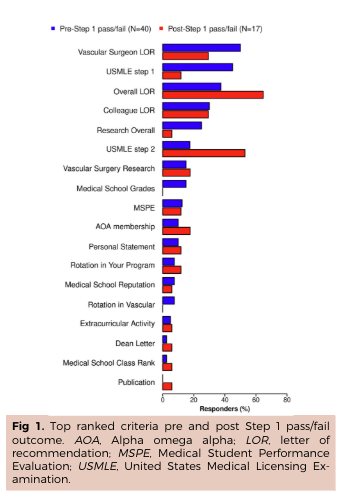 Pre-Step 1 pass/fail (N=40) Post-Step 1 pass/fail (N=17)
Vascular Surgeon LOR
USMLE step 1
Overall LOR
Colleague LOR
Research Overall
USMLE step 2
Vascular Surgery Research
Medical School Grades
MSPE
AOA membership
Personal Statement
Rotation in Your Program
Medical School Reputation
Rotation in Vascular
Extracurricular Activity
Dean Letter
Medical School Class Rank
Publication
0 20 40 60 80
Responders (%)
Fig 1. Top ranked criteria pre and post Step 1 pass/fail
outcome. AOA, Alpha omega alpha; LOR, letter of
recommendation; MSPE, Medical Student Performance
Evaluation; USMLE, United States Medical Licensing Ex-
amination.